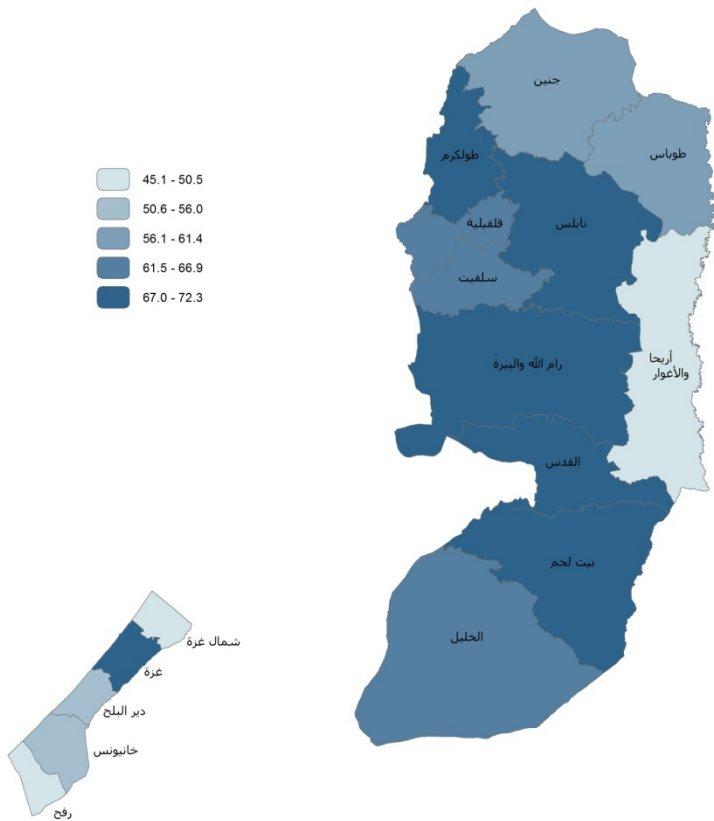 جنين
طولكرم
طوباس
45.1 - 50.5
50.6 - 56.0
56.1 - 61.4
61.5 - 66.9
67.0 - 72.3
قلقيلية
نابلس
سلفيت
رام الله والبيرة
أريحا
والأغوار
القدس
بيت لحم
الخليل
شمال غزة
غزة
دير البلح
خانيونس
رفح